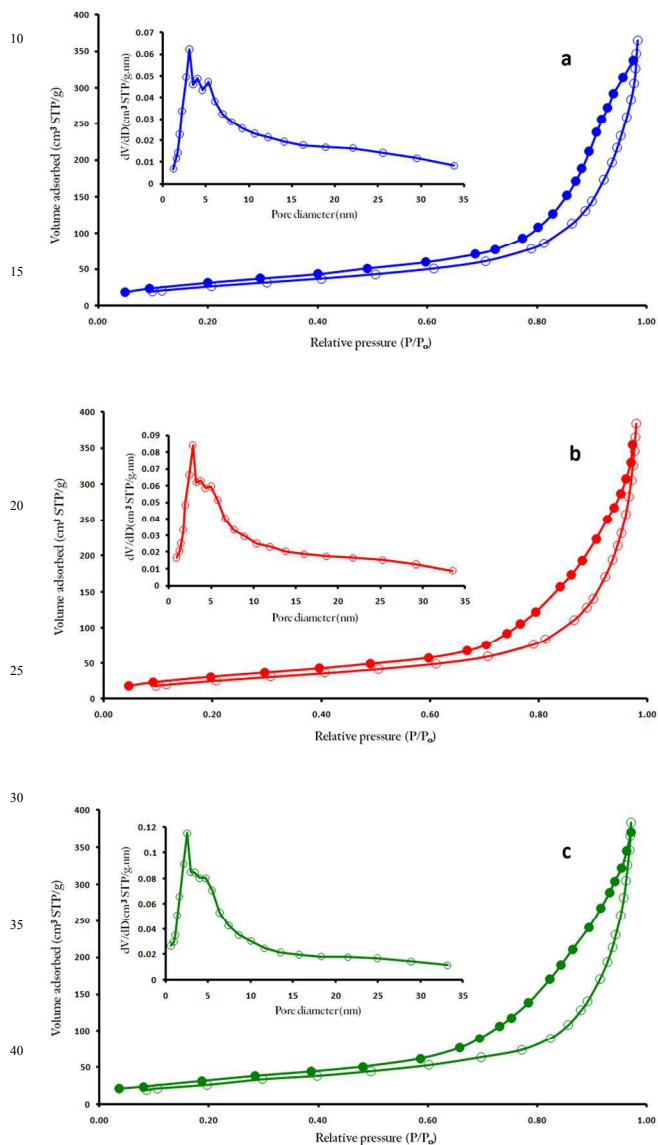 10
15
20
25
30
35
40
a
400
350
300
250
200
150
100
50
0
0.00 0.20 0.40 0.60 0.80 1.00
Volume adsorbed (cm³ STP/g)
Relative pressure (P/Pₒ)
0.07
0.06
0.05
0.04
0.03
0.02
0.01
0
0 5 10 15 20 25 30 35
dV/dD(cm³ STP/g.nm)
Pore diameter(nm)
b
400
350
300
250
200
150
100
50
0
0.00 0.20 0.40 0.60 0.80 1.00
Volume adsorbed (cm³ STP/g)
Relative pressure (P/Pₒ)
0.09
0.08
0.07
0.06
0.05
0.04
0.03
0.02
0.01
0
0 5 10 15 20 25 30 35
dV/dD(cm³ STP/g.nm)
Pore diameter(nm)
c
400
350
300
250
200
150
100
50
0
0.00 0.20 0.40 0.60 0.80 1.00
Volume adsorbed (cm³ STP/g)
Relative pressure (P/Pₒ)
0.12
0.1
0.08
0.06
0.04
0.02
0
0 5 10 15 20 25 30 35
dV/dD(cm³ STP/g.nm)
Pore diameter(nm)